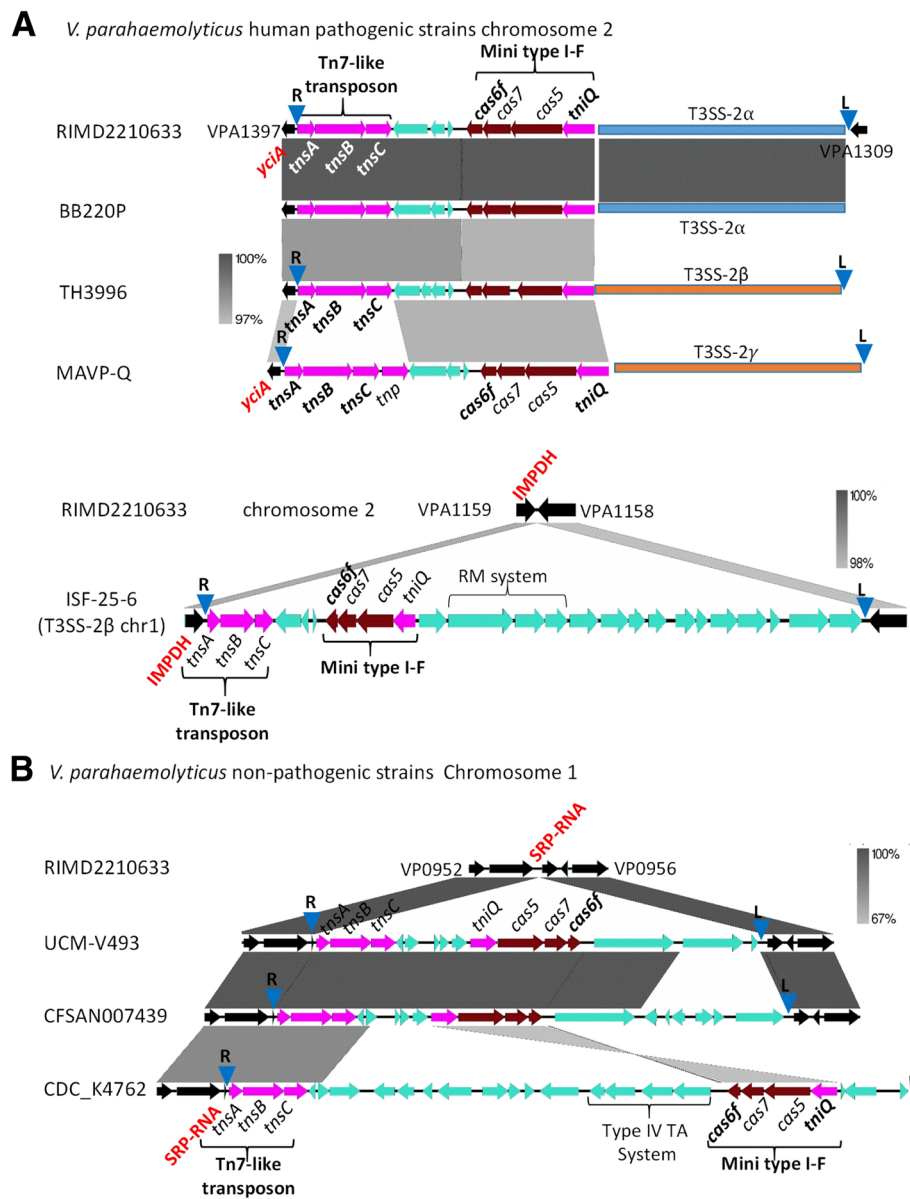 A V. parahaemolyticus human pathogenic strains chromosome 2
Mini type I-F
Tn7-like
transposon
R cas6f cas7 cas5 tniQ T3SS-2α L
RIMD2210633 VPA1397 VPA1309
yciA tnsA tnsB tnsC
BB220P
T3SS-2α
100%
97%
R T3SS-2β L
TH3996
tnsA tnsB tnsC
R T3SS-2γ L
MAVP-Q
yciA tnsA tnsB tnsC tnp cas6f cas7 cas5 tniQ
IMPDH
RIMD2210633 chromosome 2 VPA1159 VPA1158
100%
98%
R cas6f cas7 cas5 tniQ RM system L
ISF-25-6
(T3SS-2β chr1)
IMPDH tnsA tnsB tnsC
Mini type I-F
Tn7-like
transposon
B V. parahaemolyticus non-pathogenic strains Chromosome 1
SRP-RNA
RIMD2210633 VP0952 VP0956
100%
67%
R tnsA tnsB tnsC tniQ cas5 cas7 cas6f L
UCM-V493
R L
CFSAN007439
R
CDC_K4762
SRP-RNA tnsA tnsB tnsC cas6f cas7 cas5 tniQ
Type IV TA
System
Tn7-like
transposon
Mini type I-F